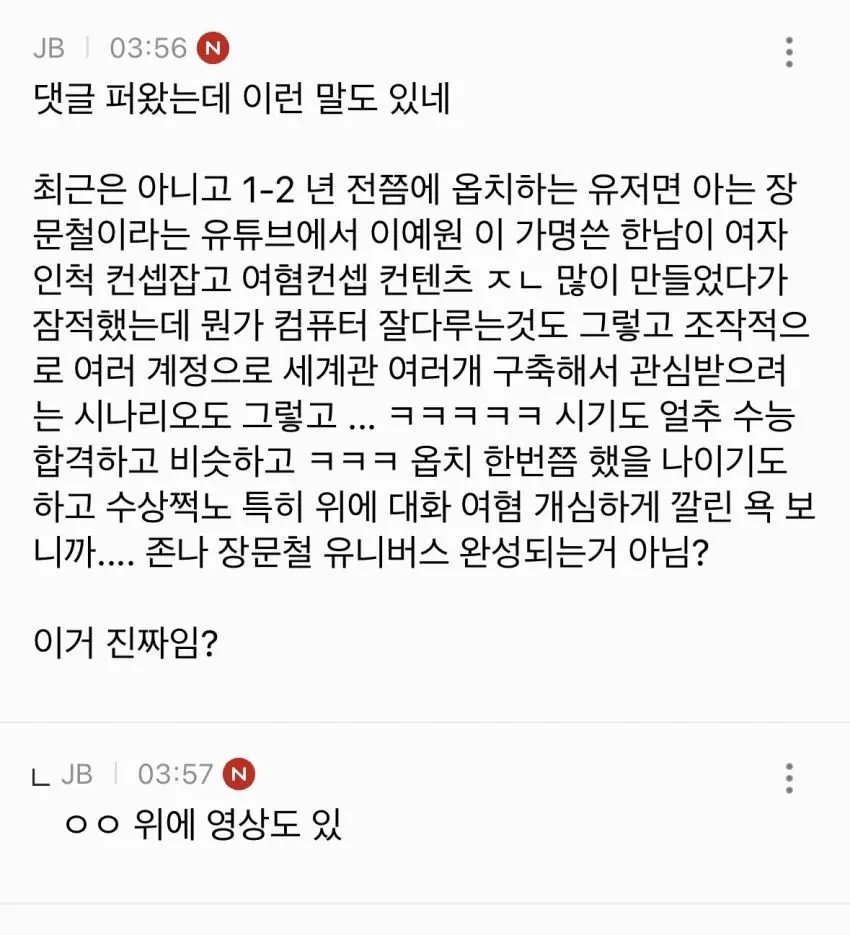 JB | 03:56 N
댓글 퍼왔는데 이런 말도 있네
최근은 아니고 1-2 년 전쯤에 옵치하는 유저면 아는 장
문철이라는 유튜브에서 이예원 이 가명쓴 한남이 여자
인척 컨셉잡고 여혐컨셉 컨텐츠 ㅈㄴ 많이 만들었다가
잠적했는데 뭔가 컴퓨터 잘다루는것도 그렇고 조작적으
로 여러 계정으로 세계관 여러개 구축해서 관심받으려
는 시나리오도 그렇고 ... ㅋㅋㅋㅋㅋ 시기도 얼추 수능
합격하고 비슷하고 ㅋㅋㅋ 옵치 한번쯤 했을 나이기도
하고 수상쩍노 특히 위에 대화 여혐 개심하게 깔린 욕 보
니까.... 존나 장문철 유니버스 완성되는거 아님?
이거 진짜임?
ㄴ JB | 03:57 N
ㅇㅇ 위에 영상도 있